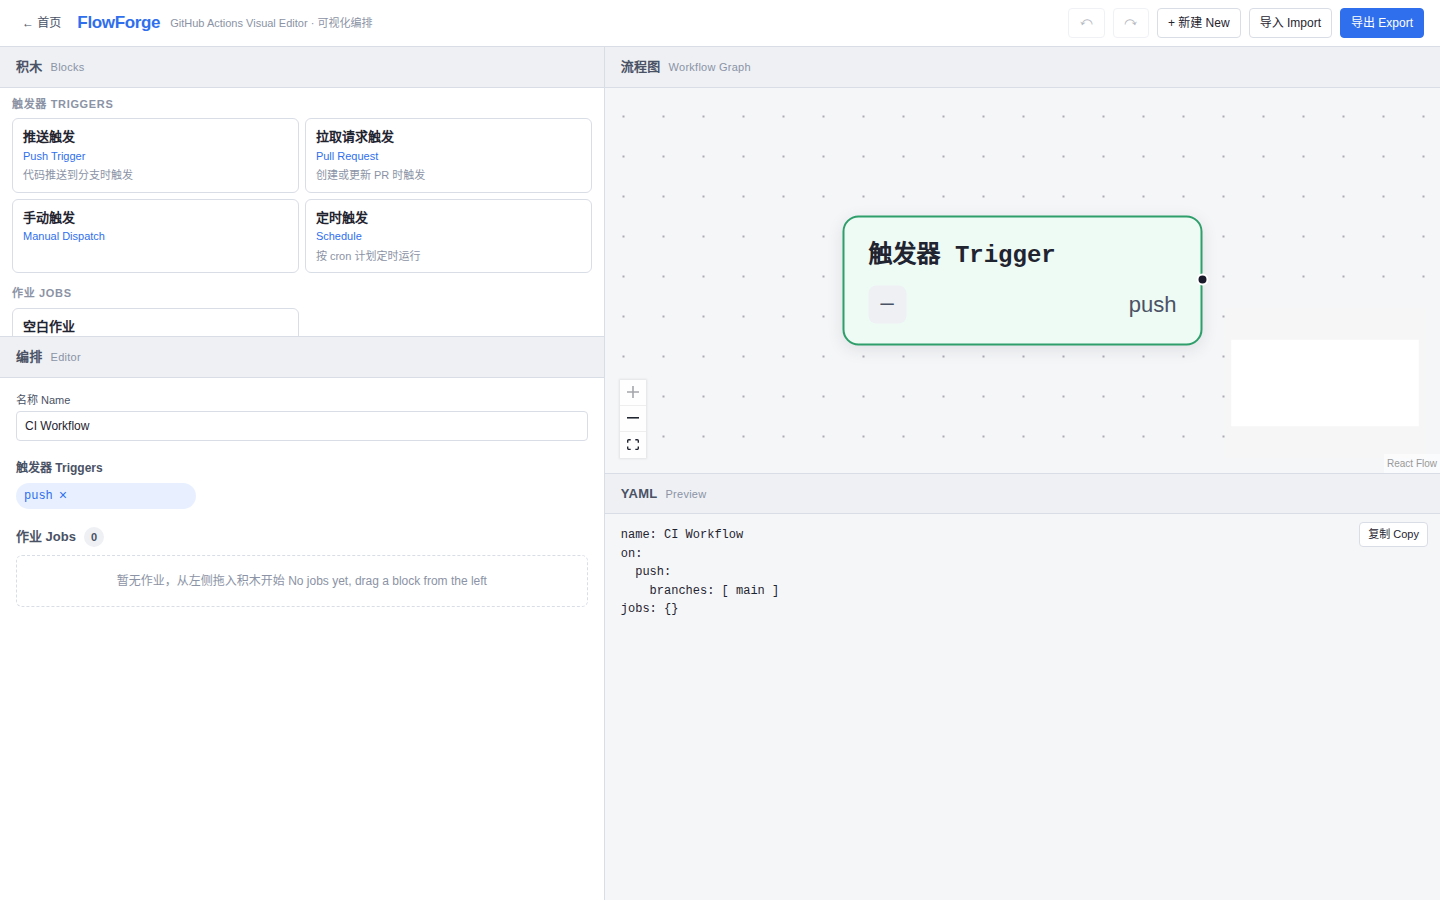 ← 首页 FlowForge GitHub Actions Visual Editor · 可视化编排 + 新建 New 导入 Import 导出 Export
积木 Blocks
触发器 TRIGGERS
推送触发
Push Trigger
代码推送到分支时触发
拉取请求触发
Pull Request
创建或更新 PR 时触发
手动触发
Manual Dispatch
定时触发
Schedule
按 cron 计划定时运行
作业 JOBS
空白作业
编排 Editor
名称 Name
CI Workflow
触发器 Triggers
push ×
作业 Jobs 0
暂无作业，从左侧拖入积木开始 No jobs yet, drag a block from the left
流程图 Workflow Graph
触发器 Trigger
— push
React Flow
YAML Preview
复制 Copy
name: CI Workflow
on:
  push:
    branches: [ main ]
jobs: {}